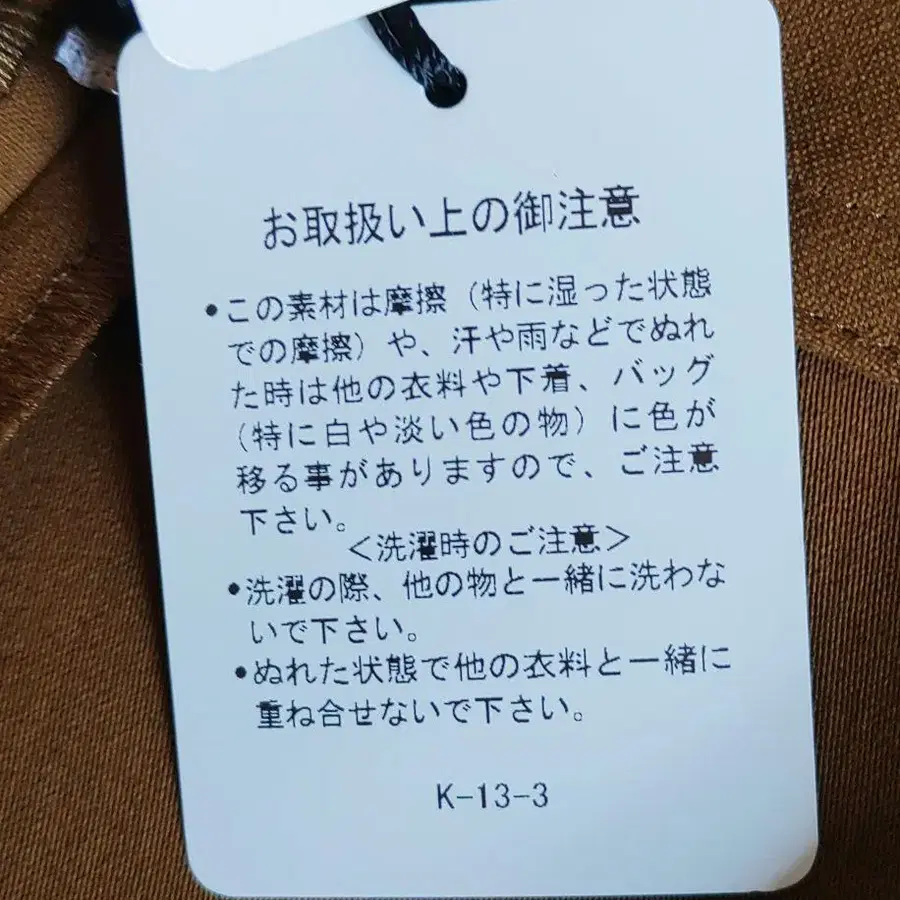 お取扱い上の御注意
•この素材は摩擦（特に湿った状態
での摩擦）や、汗や雨などでぬれ
た時は他の衣料や下着、バッグ
（特に白や淡い色の物）に色が
移る事がありますので、ご注意
下さい。
＜洗濯時のご注意＞
•洗濯の際、他の物と一緒に洗わな
いで下さい。
•ぬれた状態で他の衣料と一緒に
重ね合せないで下さい。
K-13-3